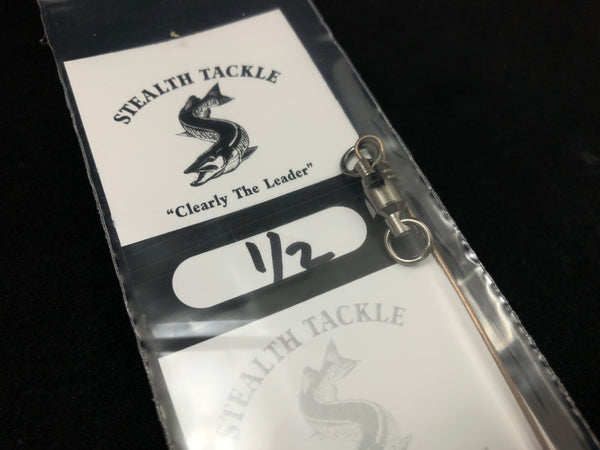 STEALTH TACKLE
"Clearly The Leader"
1/2
STEALTH TACKLE